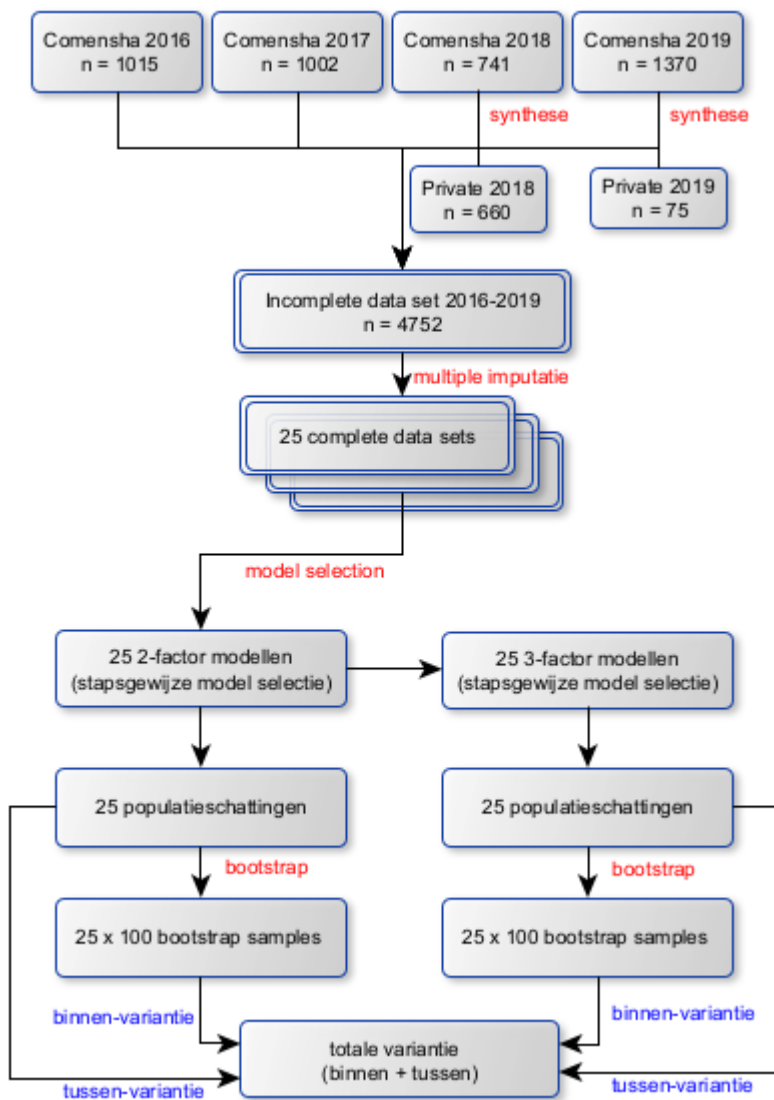 Comensha 2016
n = 1015
Comensha 2017
n = 1002
Comensha 2018
n = 741
Comensha 2019
n = 1370
synthese
synthese
Private 2018
n = 660
Private 2019
n = 75
Incomplete data set 2016-2019
n = 4752
multiple imputatie
25 complete data sets
model selection
25 2-factor modellen
(stapsgewijze model selectie)
25 3-factor modellen
(stapsgewijze model selectie)
25 populatieschattingen
25 populatieschattingen
bootstrap
bootstrap
25 x 100 bootstrap samples
25 x 100 bootstrap samples
binnen-variantie
binnen-variantie
totale variantie
(binnen + tussen)
tussen-variantie
tussen-variantie